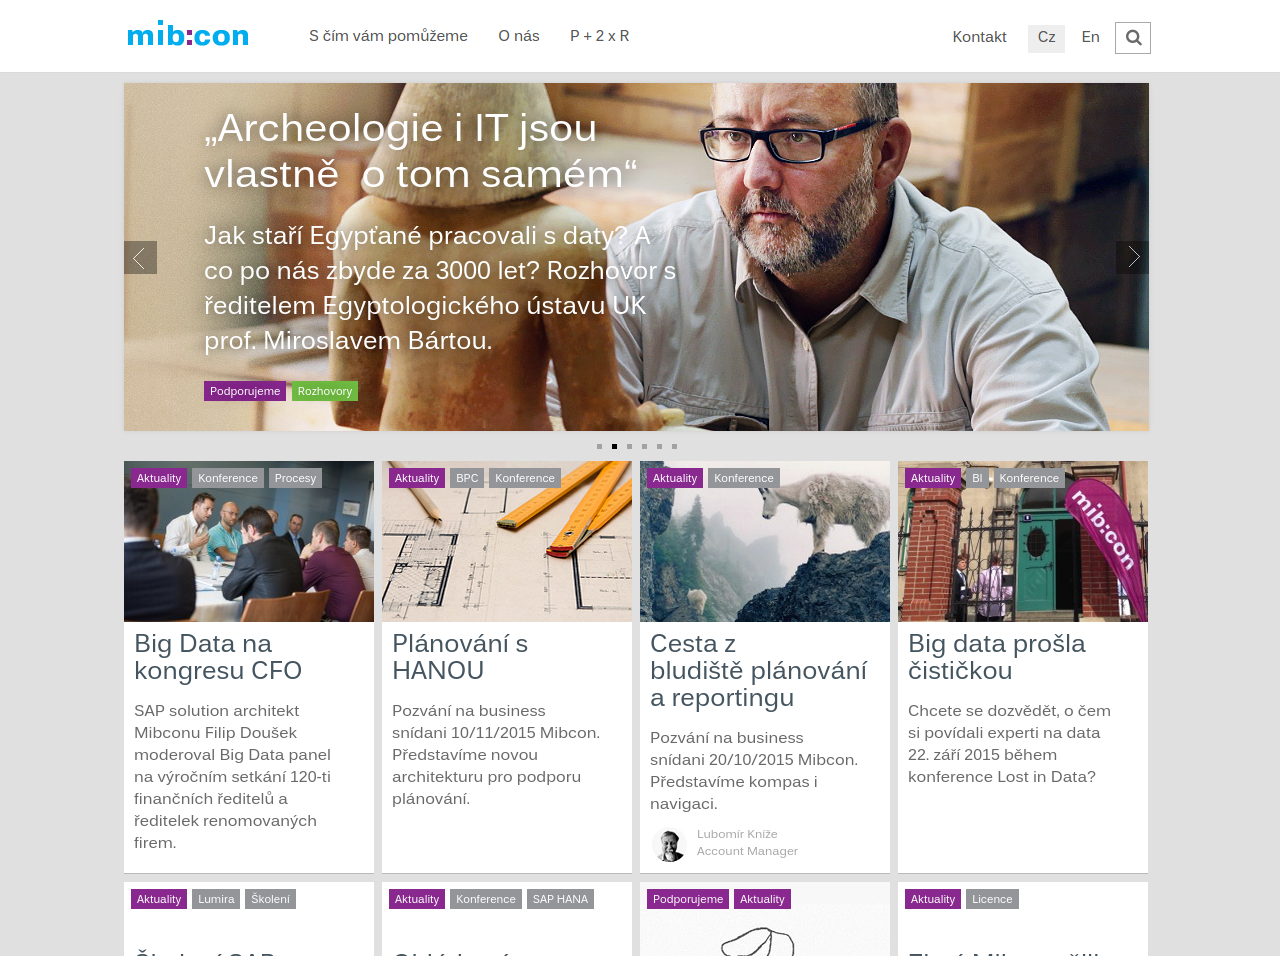 mib:con
S čím vám pomůžeme
O nás
P + 2 x R
Kontakt
Cz
En
„Archeologie i IT jsou
vlastně o tom samém“
Jak staří Egypťané pracovali s daty? A
co po nás zbyde za 3000 let? Rozhovor s
ředitelem Egyptologického ústavu UK
prof. Miroslavem Bártou.
Podporujeme Rozhovory
Aktuality Konference Procesy
Big Data na
kongresu CFO
SAP solution architekt
Mibconu Filip Doušek
moderoval Big Data panel
na výročním setkání 120-ti
finančních ředitelů a
ředitelek renomovaných
firem.
Aktuality BPC Konference
Plánování s
HANOU
Pozvání na business
snídani 10/11/2015 Mibcon.
Představíme novou
architekturu pro podporu
plánování.
Aktuality Konference
Cesta z
bludiště plánování
a reportingu
Pozvání na business
snídani 20/10/2015 Mibcon.
Představíme kompas i
navigaci.
Lubomír Kníže
Account Manager
Aktuality BI Konference
mib:con
Big data prošla
čističkou
Chcete se dozvědět, o čem
si povídali experti na data
22. září 2015 během
konference Lost in Data?
Aktuality Lumira Školení
Aktuality Konference SAP HANA
Podporujeme Aktuality
Aktuality Licence